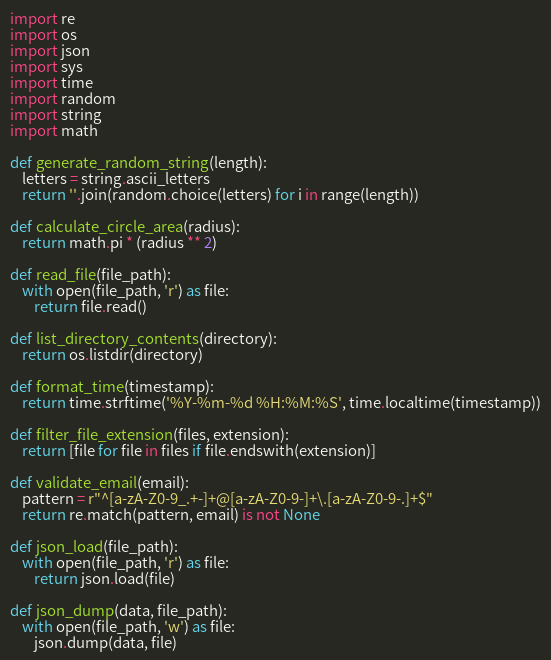 import re
import os
import json
import sys
import time
import random
import string
import math

def generate_random_string(length):
    letters = string.ascii_letters
    return ''.join(random.choice(letters) for i in range(length))

def calculate_circle_area(radius):
    return math.pi * (radius ** 2)

def read_file(file_path):
    with open(file_path, 'r') as file:
        return file.read()

def list_directory_contents(directory):
    return os.listdir(directory)

def format_time(timestamp):
    return time.strftime('%Y-%m-%d %H:%M:%S', time.localtime(timestamp))

def filter_file_extension(files, extension):
    return [file for file in files if file.endswith(extension)]

def validate_email(email):
    pattern = r"^[a-zA-Z0-9_.+-]+@[a-zA-Z0-9-]+\.[a-zA-Z0-9-.]+$"
    return re.match(pattern, email) is not None

def json_load(file_path):
    with open(file_path, 'r') as file:
        return json.load(file)

def json_dump(data, file_path):
    with open(file_path, 'w') as file:
        json.dump(data, file)